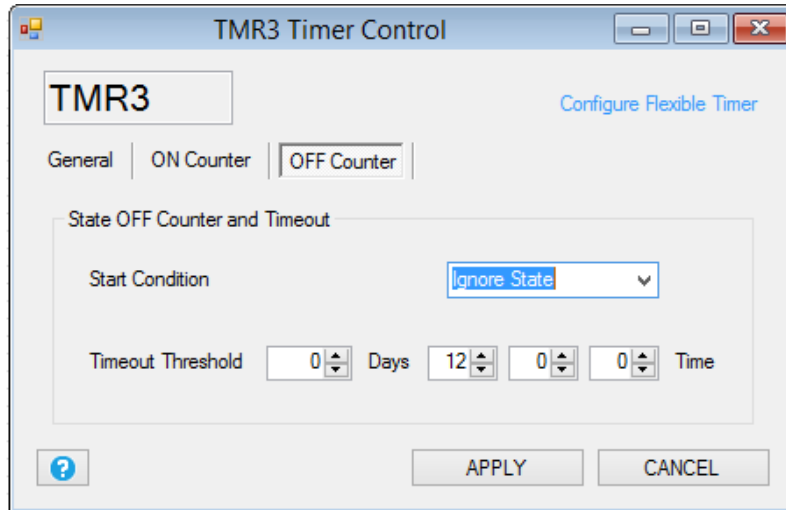 TMR3 Timer Control
TMR3
Configure Flexible Timer
General ON Counter OFF Counter
State OFF Counter and Timeout
Start Condition Ignore State
Timeout Threshold 0 Days 12 0 0 Time
? APPLY CANCEL